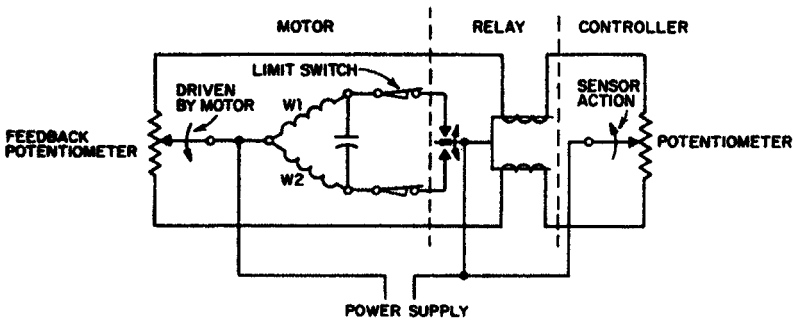 MOTOR
RELAY
CONTROLLER
LIMIT SWITCH
DRIVEN
BY MOTOR
W1
SENSOR
ACTION
FEEDBACK
POTENTIOMETER
POTENTIOMETER
W2
POWER SUPPLY